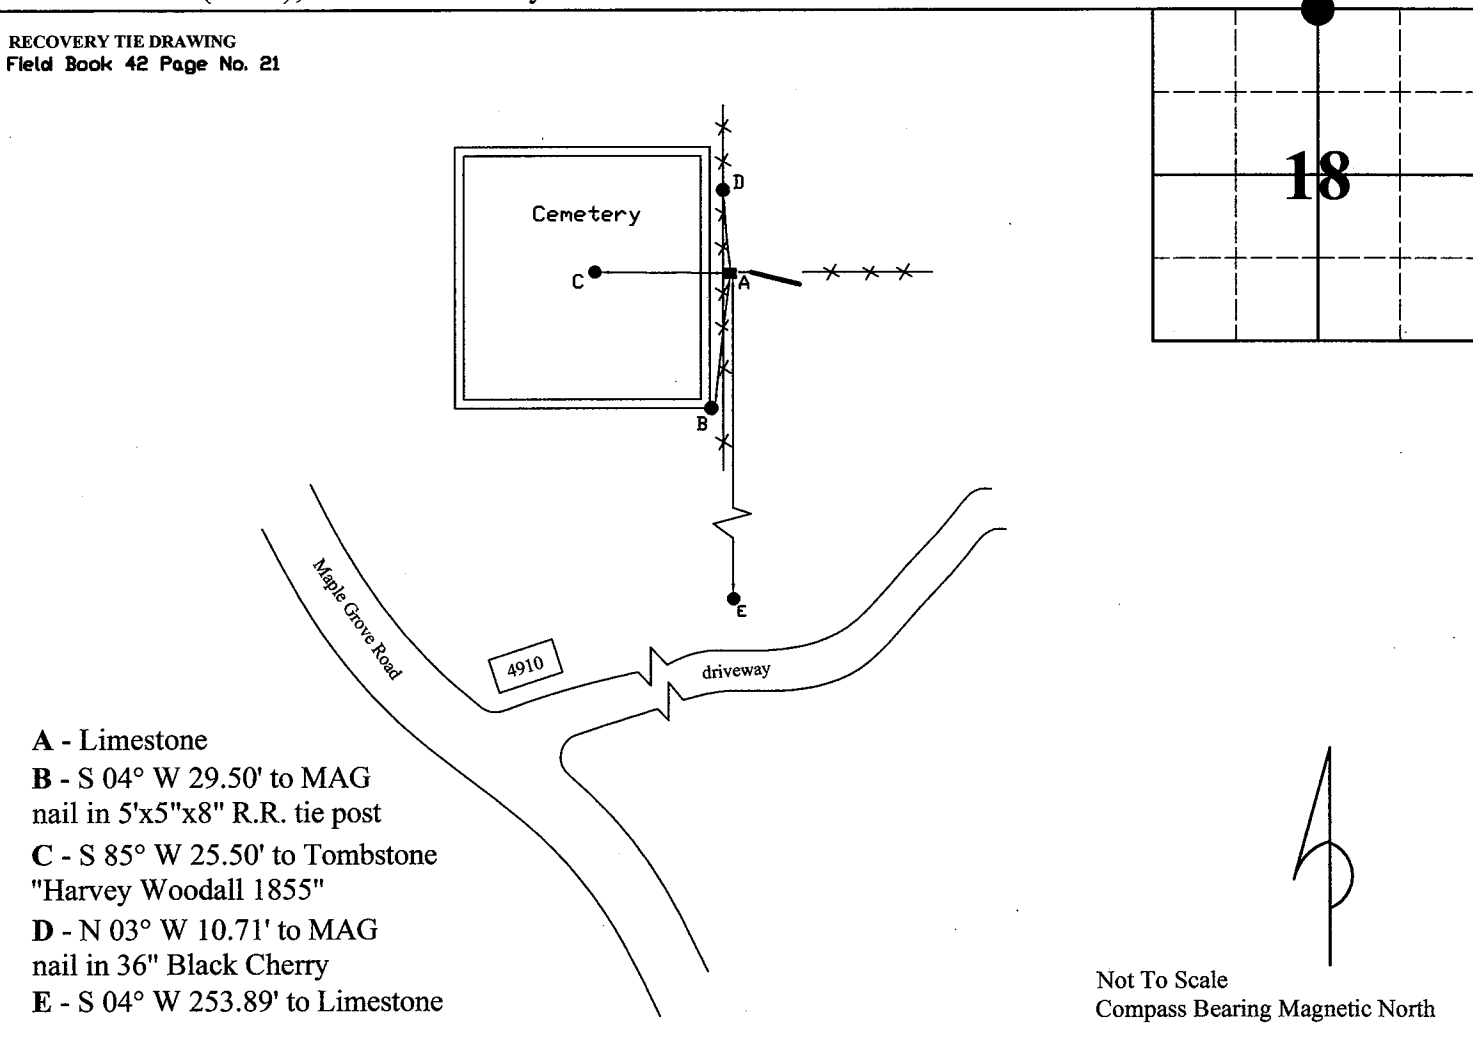 RECOVERY TIE DRAWING
Field Book 42 Page No. 21
18
D
Cemetery
C
A
B
E
Maple Grove Road
4910
driveway
A - Limestone
B - S 04° W 29.50' to MAG
nail in 5'x5"x8" R.R. tie post
C - S 85° W 25.50' to Tombstone
"Harvey Woodall 1855"
D - N 03° W 10.71' to MAG
nail in 36" Black Cherry
E - S 04° W 253.89' to Limestone
Not To Scale
Compass Bearing Magnetic North